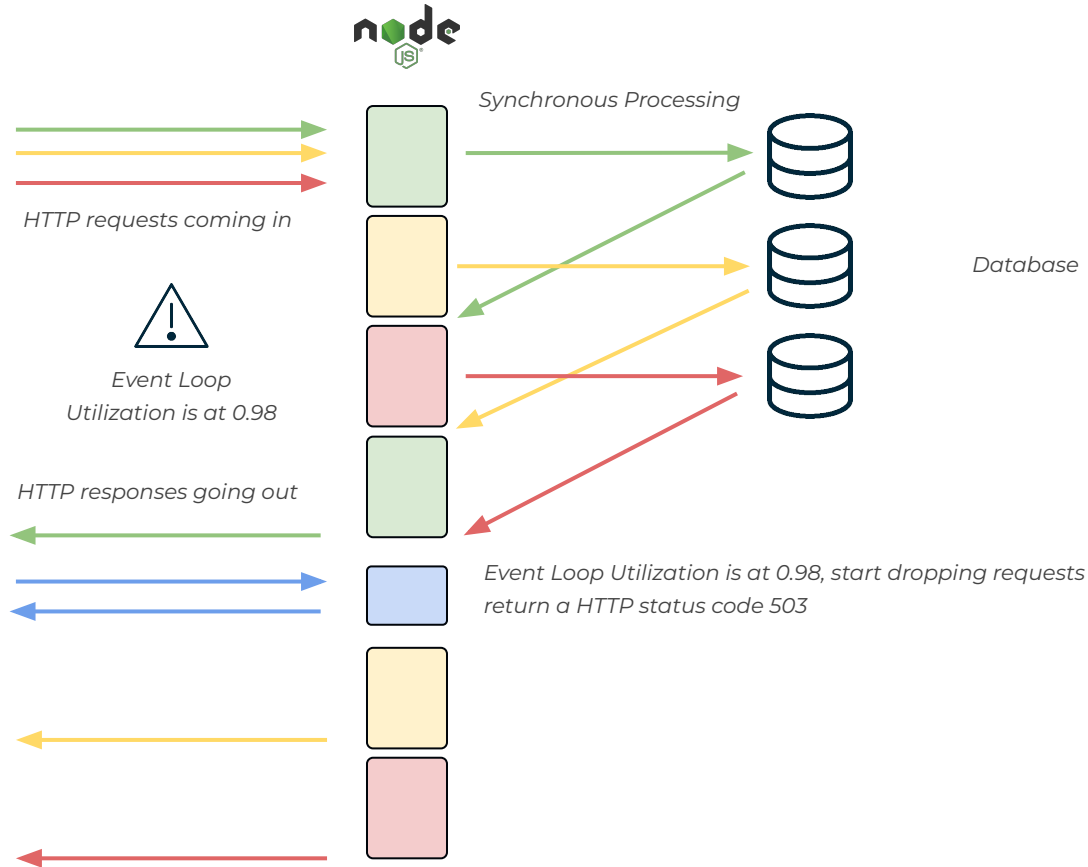 node
JS
Synchronous Processing
HTTP requests coming in
Database
Event Loop
Utilization is at 0.98
HTTP responses going out
Event Loop Utilization is at 0.98, start dropping requests
return a HTTP status code 503